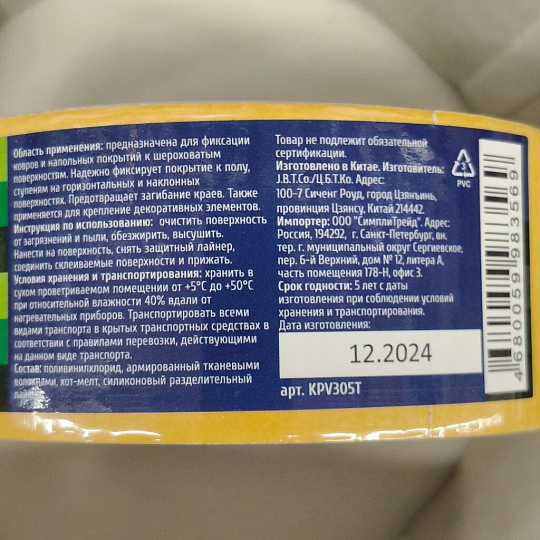 Область применения: предназначена для фиксации
ковров и напольных покрытий к шероховатым
поверхностям. Надежно фиксирует покрытие к полу,
ступеням на горизонтальных и наклонных
поверхностях. Предотвращает загибание краев. Также
применяется для крепление декоративных элементов.
Инструкция по использованию: очистить поверхность
от загрязнений и пыли, обезжирить, высушить.
Нанести на поверхность, снять защитный лайнер,
соединить склеиваемые поверхности и прижать.
Условия хранения и транспортирования: хранить в
сухом проветриваемом помещении от +5°C до +50°C
при относительной влажности 40% вдали от
нагревательных приборов. Транспортировать всеми
видами транспорта в крытых транспортных средствах в
соответствии с правилами перевозки, действующими
на данном виде транспорта.
Состав: поливинилхлорид, армированный тканевыми
волокнами, хот-мелт, силиконовый разделительный
лайнер
Товар не подлежит обязательной
сертификации.
Изготовлено в Китае. Изготовитель:
J.B.T.Co./Ц.Б.Т.Ко. Адрес:
100-7 Сиченг Роуд, город Цзянъинь,
провинция Цзянсу, Китай 214442.
Импортер: ООО "СимплиТрейд". Адрес:
Россия, 194292, г. Санкт-Петербург, вн.
тер. г. муниципальный округ Сергиевское,
пер. 6-й Верхний, дом № 12, литера А,
часть помещения 178-Н, офис 3.
Срок годности: 5 лет с даты
изготовления при соблюдении условий
хранения и транспортирования.
Дата изготовления:
12.2024
арт. KPV305T
3
PVC
4680059983569